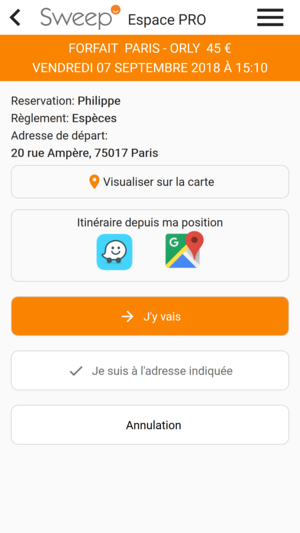 Sweep Espace PRO
FORFAIT PARIS - ORLY 45 €
VENDREDI 07 SEPTEMBRE 2018 À 15:10
Reservation: Philippe
Règlement: Espèces
Adresse de départ:
20 rue Ampère, 75017 Paris
Visualiser sur la carte
Itinéraire depuis ma position
G
J'y vais
Je suis à l'adresse indiquée
Annulation